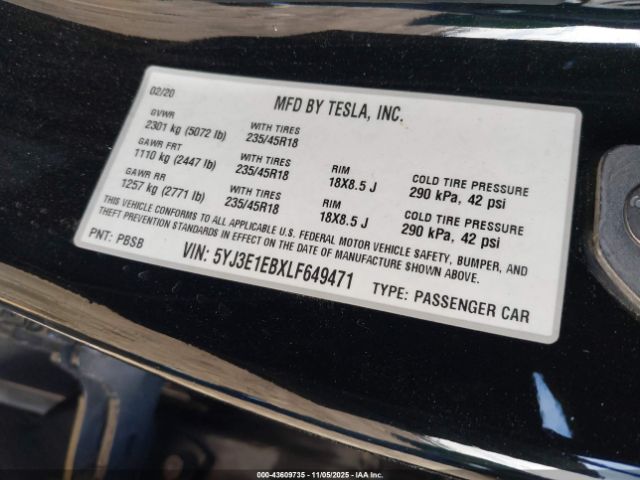 02/20
MFD BY TESLA, INC.
GVWR
2301 kg (5072 lb)
WITH TIRES
235/45R18
GAWR FRT
1110 kg (2447 lb)
WITH TIRES
235/45R18
RIM
18X8.5 J
COLD TIRE PRESSURE
290 kPa, 42 psi
GAWR RR
1257 kg (2771 lb)
WITH TIRES
235/45R18
RIM
18X8.5 J
COLD TIRE PRESSURE
290 kPa, 42 psi
THIS VEHICLE CONFORMS TO ALL APPLICABLE U.S. FEDERAL MOTOR VEHICLE SAFETY, BUMPER, AND
THEFT PREVENTION STANDARDS IN EFFECT ON THE DATE OF MANUFACTURE SHOWN ABOVE.
PNT: PBSB
VIN: 5YJ3E1EBXLF649471
TYPE: PASSENGER CAR
000-43609735 - 11/05/2025 - IAAI.COM